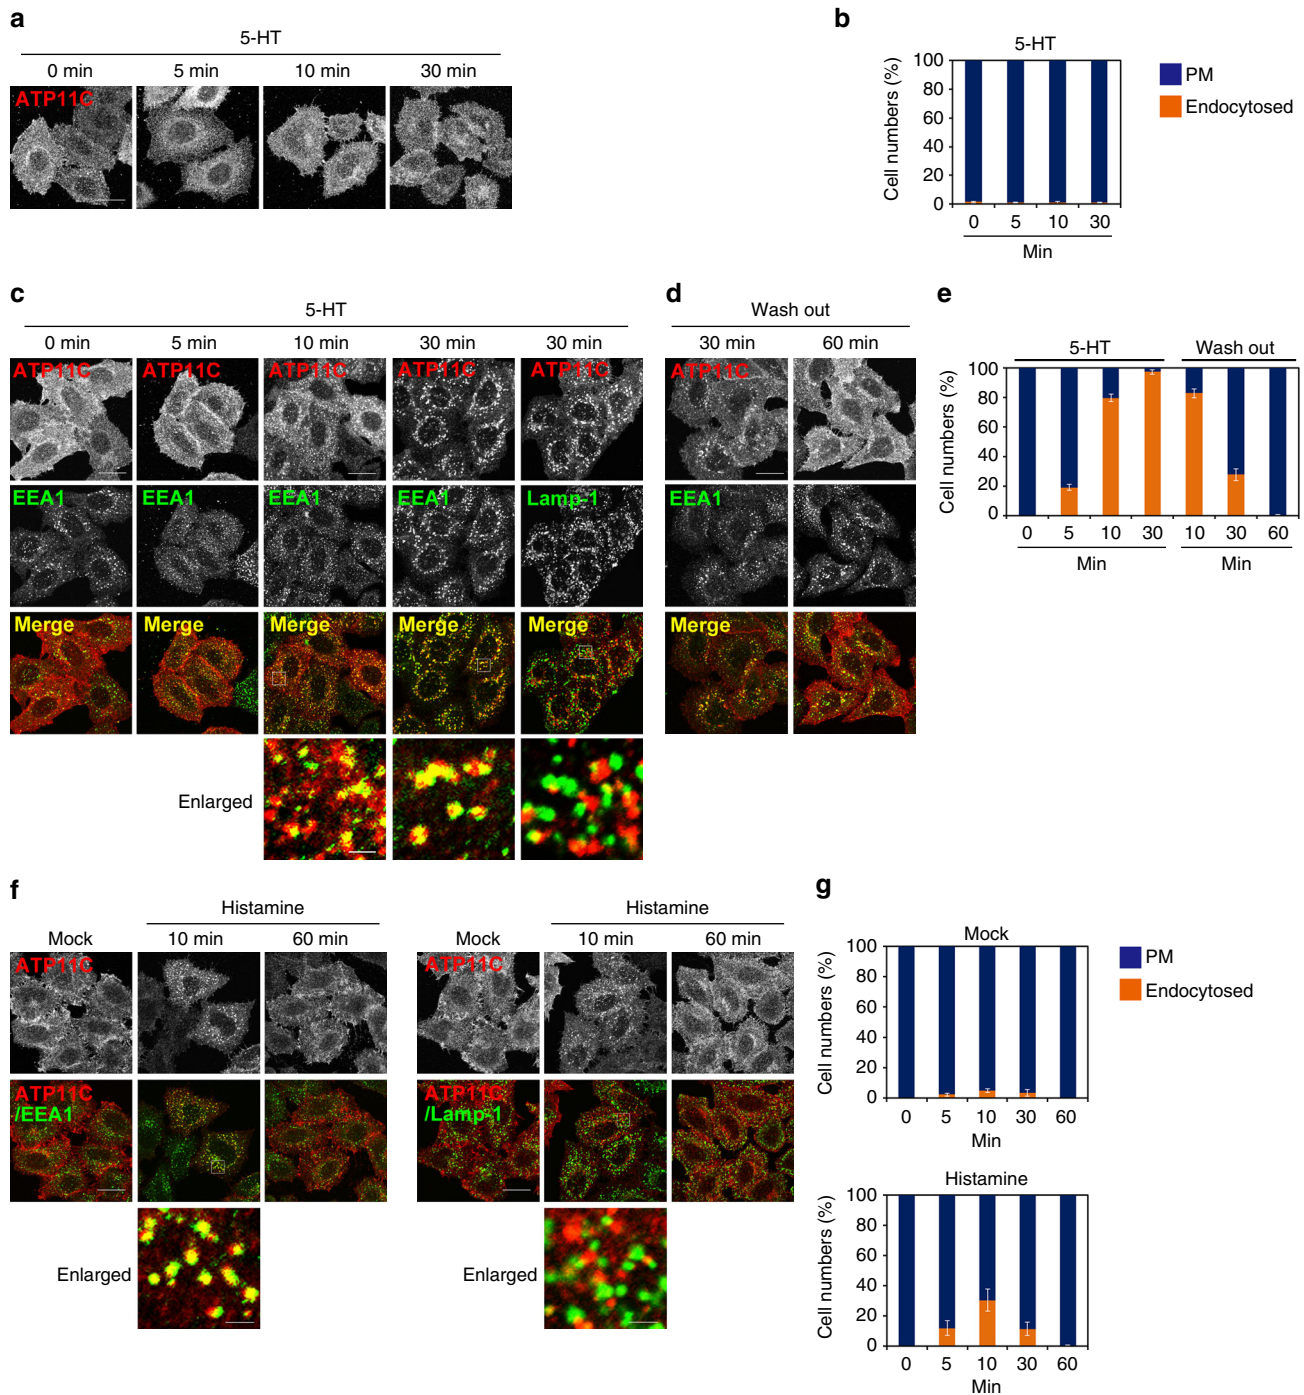 a
5-HT
0 min 5 min 10 min 30 min
ATP11C
b
5-HT
Cell numbers (%)
100
80
60
40
20
0
0 5 10 30
Min
PM
Endocytosed
c
5-HT
0 min 5 min 10 min 30 min 30 min
ATP11C ATP11C ATP11C ATP11C ATP11C
EEA1 EEA1 EEA1 EEA1 Lamp-1
Merge Merge Merge Merge Merge
Enlarged
d
Wash out
30 min 60 min
ATP11C
EEA1
Merge
e
5-HT Wash out
Cell numbers (%)
100
80
60
40
20
0
0 5 10 30 10 30 60
Min Min
f
Histamine
Mock 10 min 60 min
ATP11C
ATP11C
/EEA1
Enlarged
Histamine
Mock 10 min 60 min
ATP11C
ATP11C
/Lamp-1
Enlarged
g
Mock
Cell numbers (%)
100
80
60
40
20
0
0 5 10 30 60
Min
PM
Endocytosed
Histamine
Cell numbers (%)
100
80
60
40
20
0
0 5 10 30 60
Min